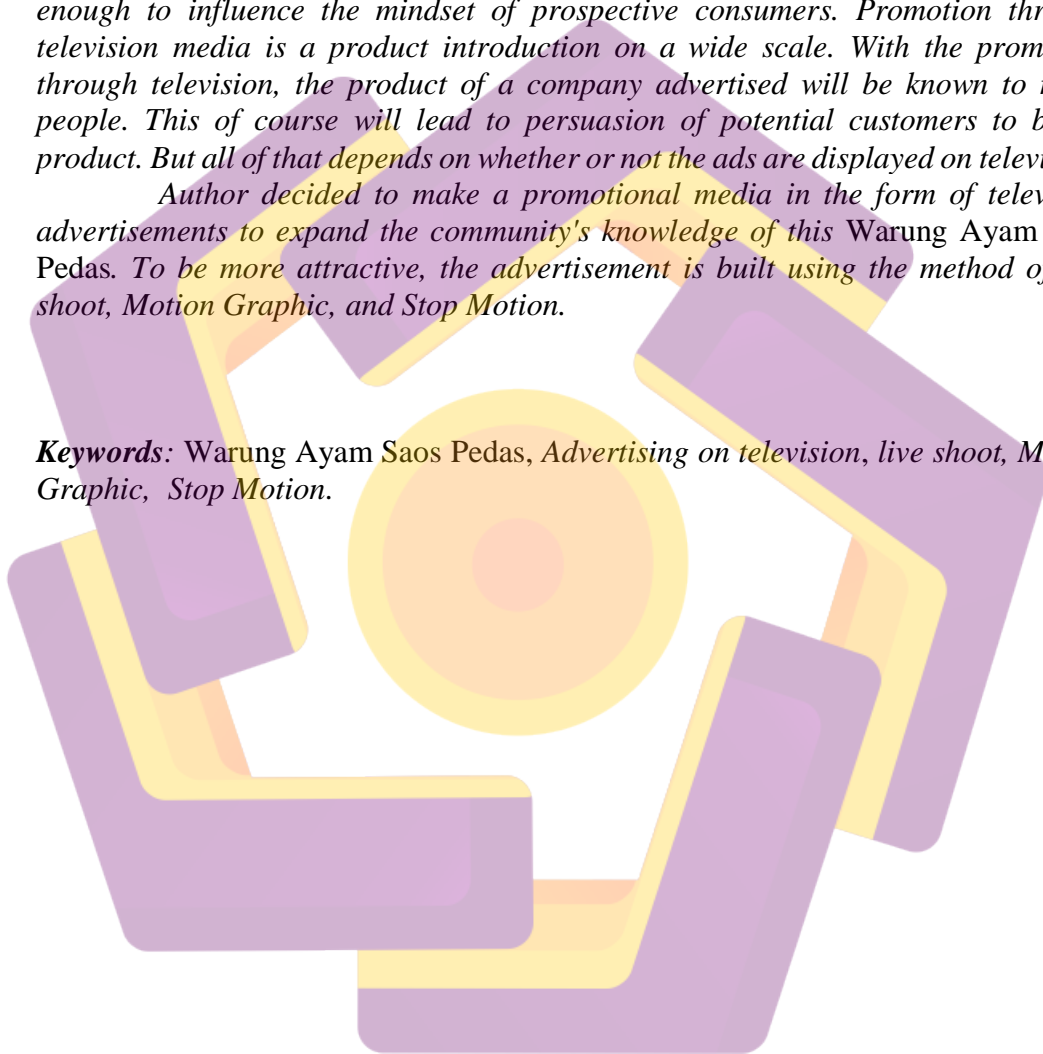 enough to influence the mindset of prospective consumers. Promotion thr
television media is a product introduction on a wide scale. With the prom
through television, the product of a company advertised will be known to
people. This of course will lead to persuasion of potential customers to b
product. But all of that depends on whether or not the ads are displayed on televi
Author decided to make a promotional media in the form of telev
advertisements to expand the community's knowledge of this Warung Ayam
Pedas. To be more attractive, the advertisement is built using the method o
shoot, Motion Graphic, and Stop Motion.
Keywords: Warung Ayam Saos Pedas, Advertising on television, live shoot, M
Graphic, Stop Motion.